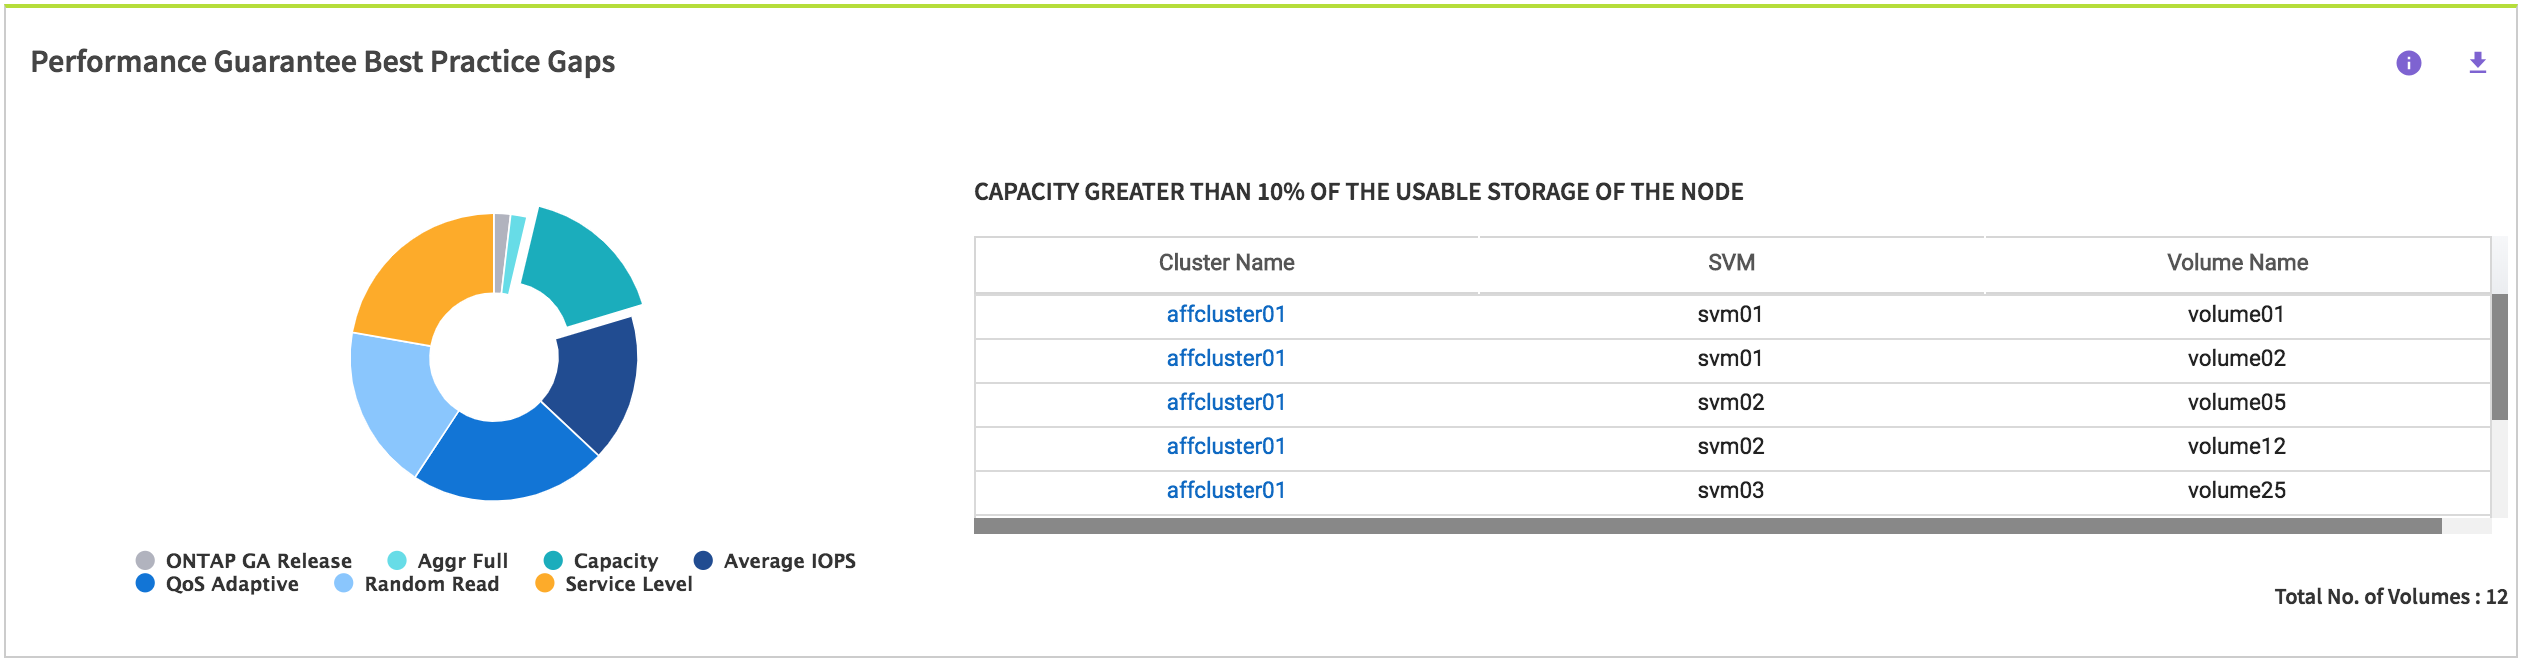 Performance Guarantee Best Practice Gaps
CAPACITY GREATER THAN 10% OF THE USABLE STORAGE OF THE NODE
Cluster Name SVM Volume Name
affcluster01 svm01 volume01
affcluster01 svm01 volume02
affcluster01 svm02 volume05
affcluster01 svm02 volume12
affcluster01 svm03 volume25
ONTAP GA Release Aggr Full Capacity Average IOPS
QoS Adaptive Random Read Service Level
Total No. of Volumes : 12